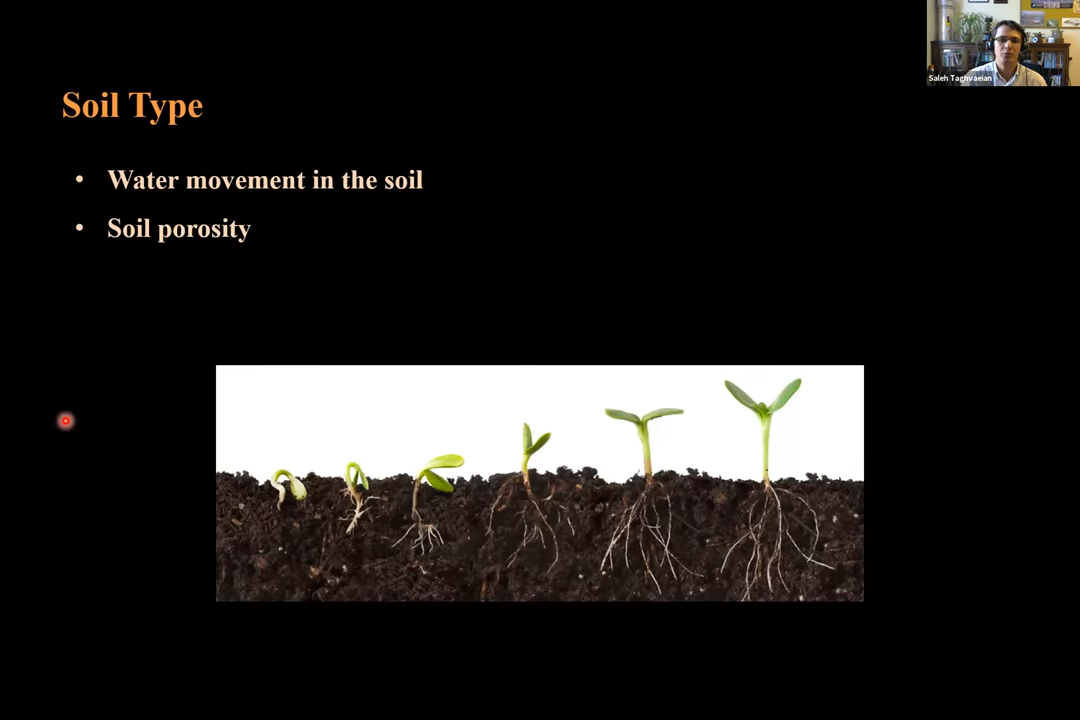 Saleh Taghvaeian
Soil Type
• Water movement in the soil
• Soil porosity